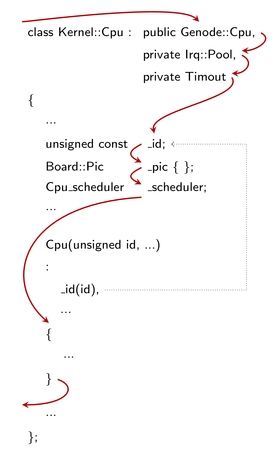 class Kernel::Cpu : public Genode::Cpu,
private Irq::Pool,
private Timout
{
...
unsigned const _id;
Board::Pic _pic { };
Cpu_scheduler _scheduler;
...
Cpu(unsigned id, ...)
:
_id(id),
...
{
...
}
...
};